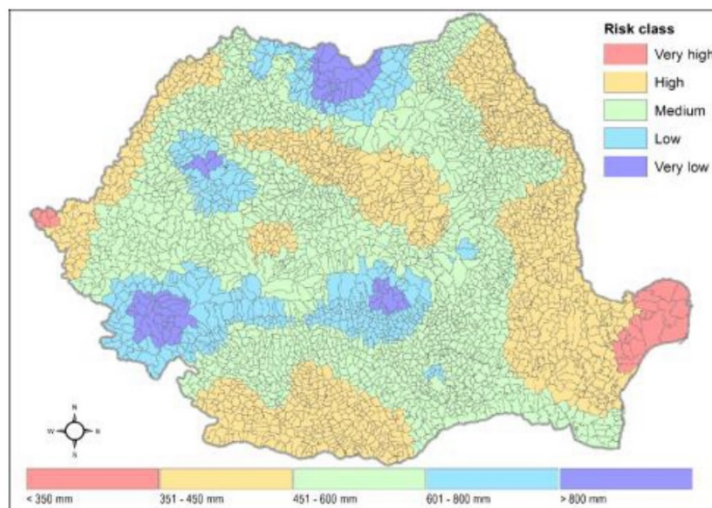 Risk class
Very high
High
Medium
Low
Very low
N
W
E
S
< 350 mm
351 - 450 mm
451 - 600 mm
601 - 800 mm
> 800 mm